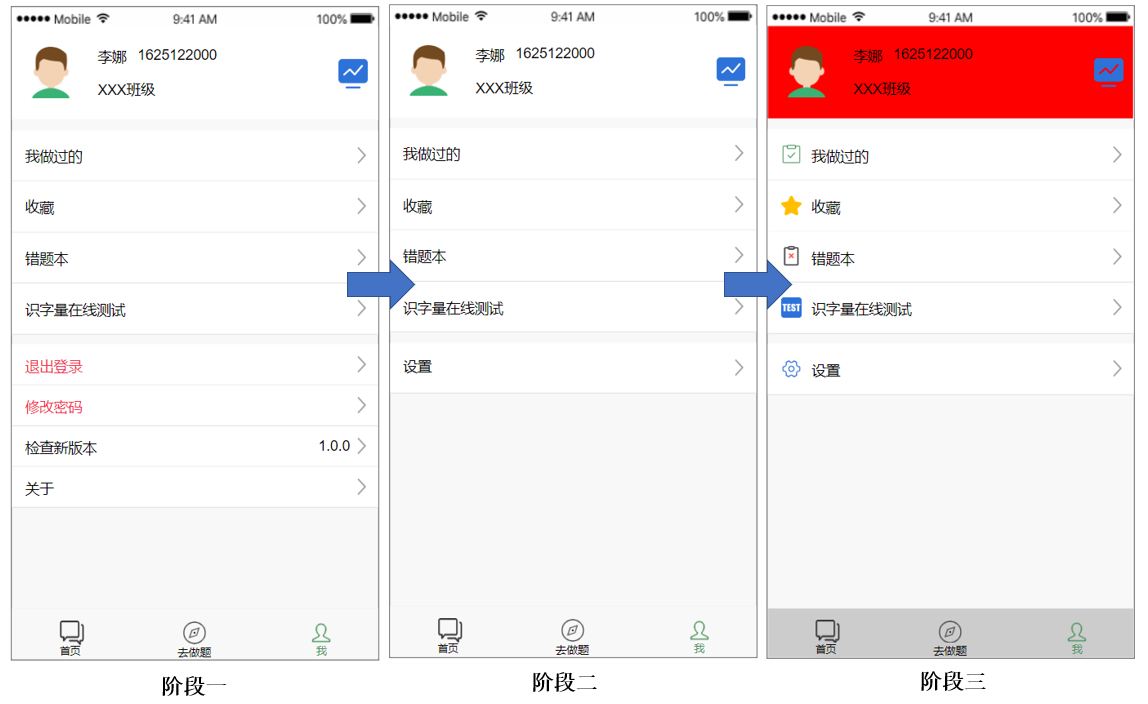 ●●●●● Mobile 9:41 AM 100%
李娜 1625122000
XXX班级
我做过的
收藏
错题本
识字量在线测试
退出登录
修改密码
检查新版本 1.0.0
关于
首页 去做题 我
阶段一
●●●●● Mobile 9:41 AM 100%
李娜 1625122000
XXX班级
我做过的
收藏
错题本
识字量在线测试
设置
首页 去做题 我
阶段二
●●●●● Mobile 9:41 AM 100%
李娜 1625122000
XXX班级
我做过的
收藏
错题本
TEST 识字量在线测试
设置
首页 去做题 我
阶段三